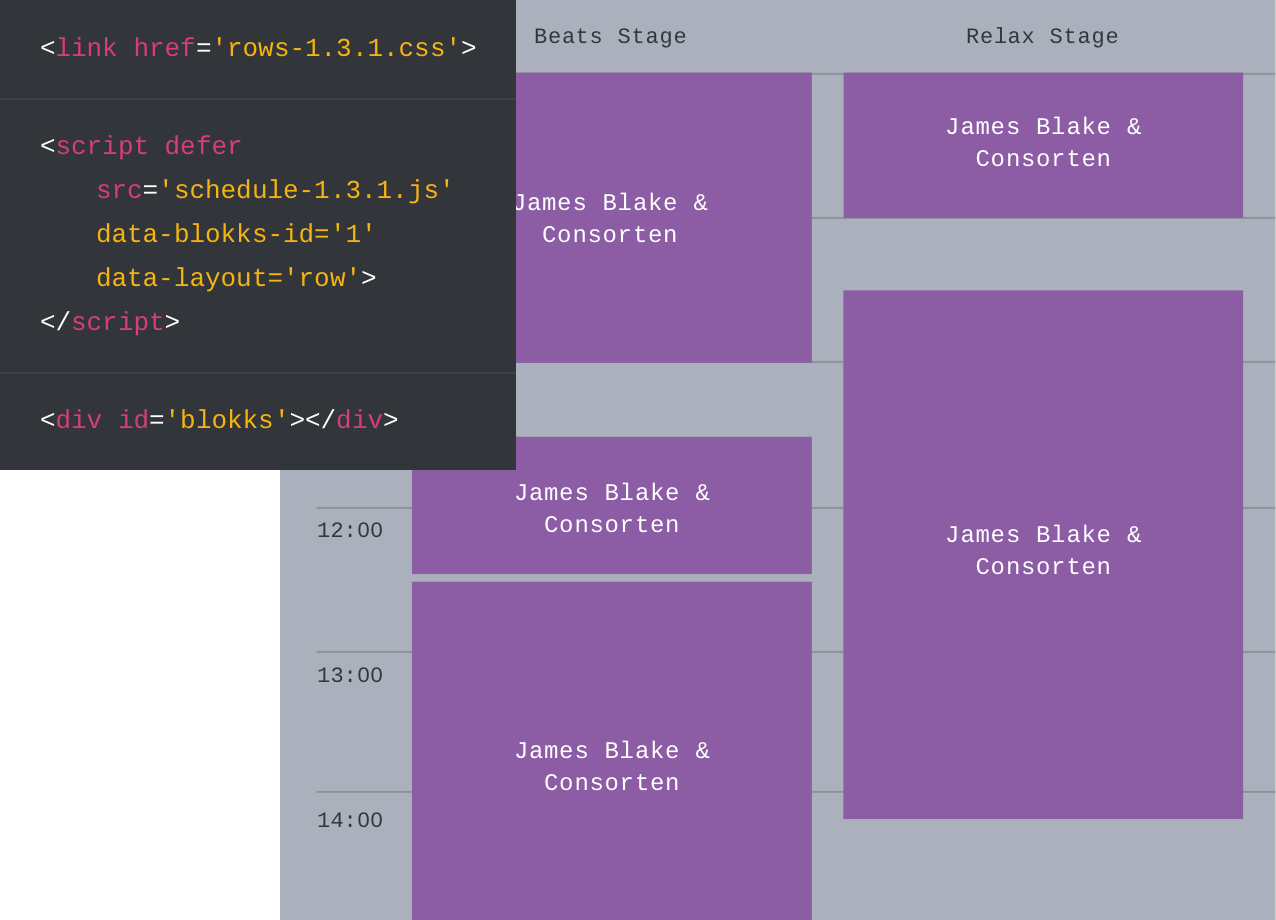 <link href='rows-1.3.1.css'>
<script defer
src='schedule-1.3.1.js'
data-blokks-id='1'
data-layout='row'>
</script>
<div id='blokks'></div>
Beats Stage
Relax Stage
James Blake &
Consorten
James Blake &
Consorten
James Blake &
Consorten
James Blake &
Consorten
James Blake &
Consorten
12:00
13:00
14:00